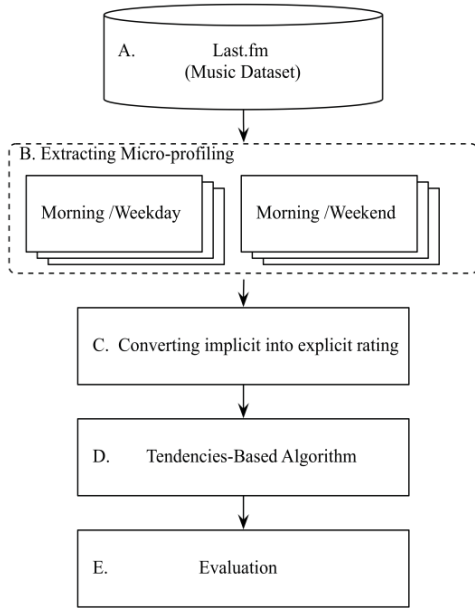 A. Last.fm
(Music Dataset)
B. Extracting Micro-profiling
Morning /Weekday
Morning /Weekend
C. Converting implicit into explicit rating
D. Tendencies-Based Algorithm
E. Evaluation